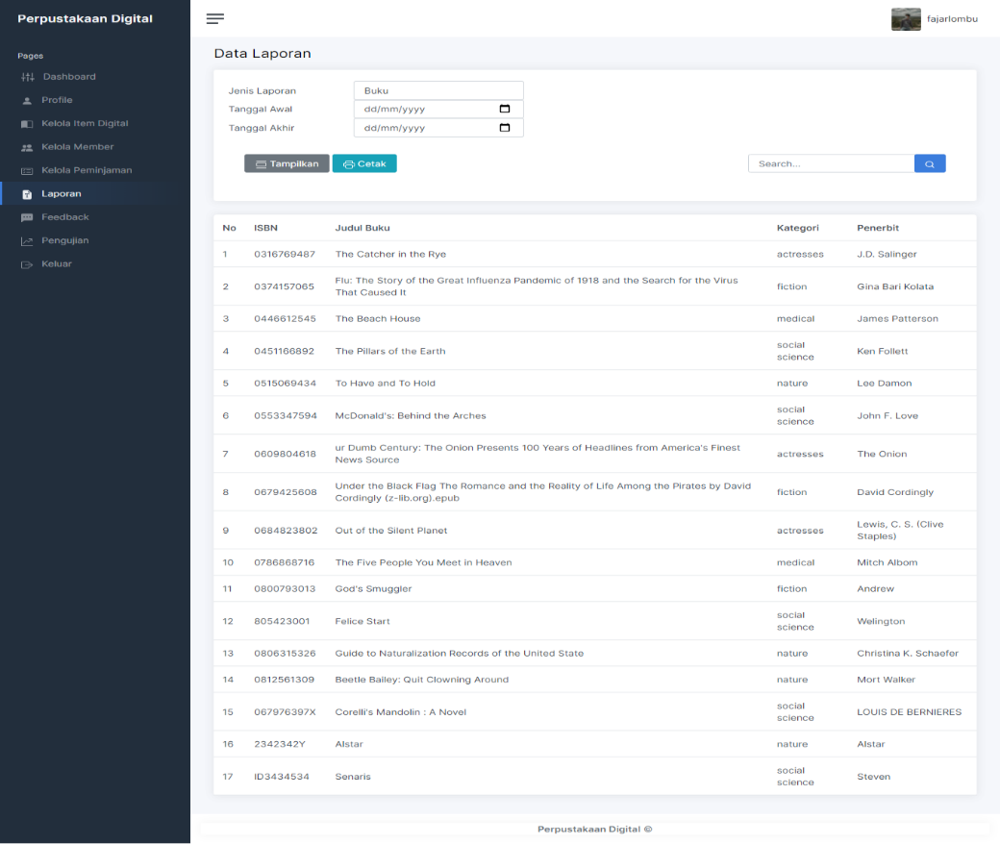 Perpustakaan Digital
fajarlombu
Pages
Dashboard
Profile
Kelola Item Digital
Kelola Member
Kelola Peminjaman
Laporan
Feedback
Pengujian
Keluar
Data Laporan
Jenis Laporan Buku
Tanggal Awal dd/mm/yyyy
Tanggal Akhir dd/mm/yyyy
Tampilkan Cetak Search...
No ISBN Judul Buku Kategori Penerbit
1 0316769487 The Catcher in the Rye actresses J.D. Salinger
2 0374157065 Flu: The Story of the Great Influenza Pandemic of 1918 and the Search for the Virus
That Caused It fiction Gina Bari Kolata
3 0446612545 The Beach House medical James Patterson
4 0451166892 The Pillars of the Earth social
science Ken Follett
5 0515069434 To Have and To Hold nature Lee Damon
6 0553347594 McDonald's: Behind the Arches social
science John F. Love
7 0609804618 ur Dumb Century: The Onion Presents 100 Years of Headlines from America's Finest
News Source actresses The Onion
8 0679425608 Under the Black Flag The Romance and the Reality of Life Among the Pirates by David
Cordingly (z-lib.org).epub fiction David Cordingly
9 0684823802 Out of the Silent Planet actresses Lewis, C. S. (Clive
Staples)
10 0786868716 The Five People You Meet in Heaven medical Mitch Albom
11 0800793013 God's Smuggler fiction Andrew
12 805423001 Felice Start social
science Welington
13 0806315326 Guide to Naturalization Records of the United State nature Christina K. Schaefer
14 0812561309 Beetle Bailey: Quit Clowning Around nature Mort Walker
15 067976397X Corelli's Mandolin : A Novel social
science LOUIS DE BERNIERES
16 2342342Y Alstar nature Alstar
17 ID3434534 Senaris social
science Steven
Perpustakaan Digital ©